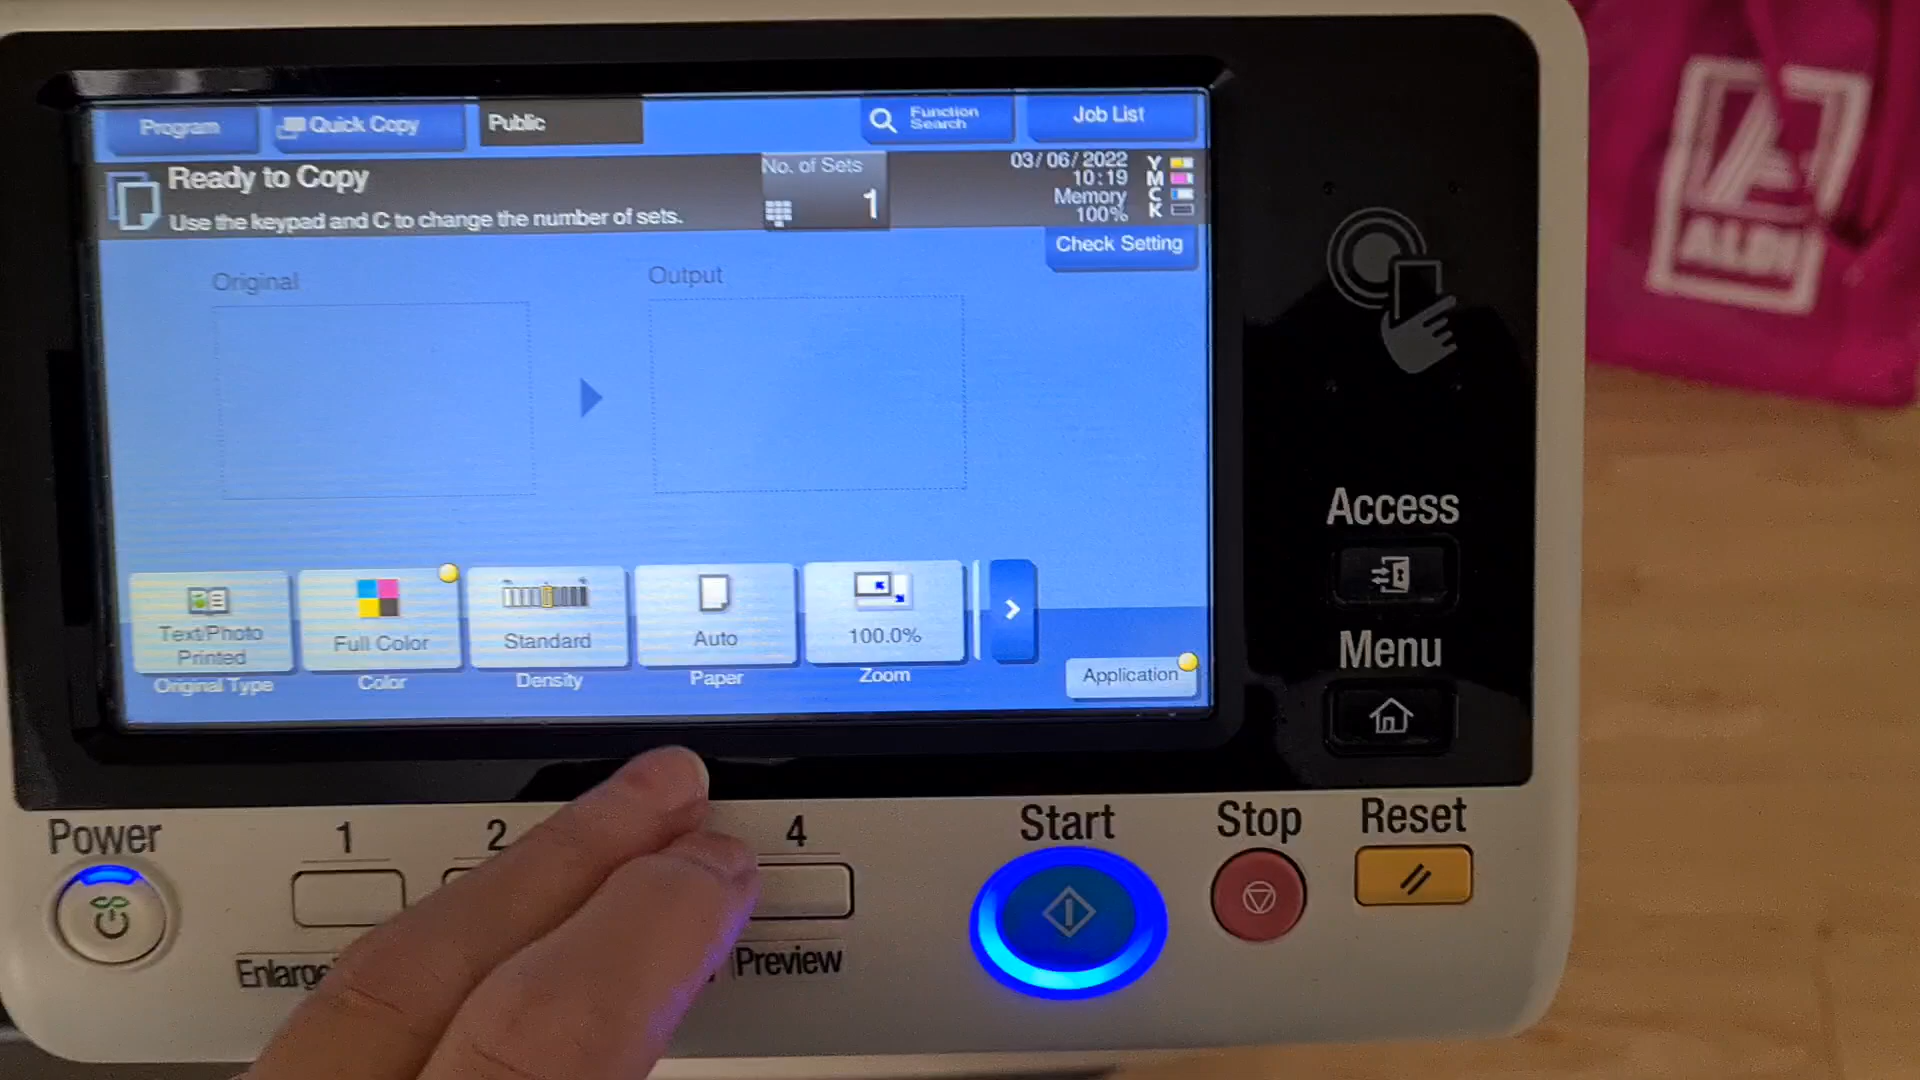 Program
Quick Copy
Public
Function
Search
Job List
Ready to Copy
Use the keypad and C to change the number of sets.
No. of Sets
1
03/06/2022
10:19
Memory
100%
Y
M
C
K
Check Setting
Original
Output
Text/Photo
Printed
Original Type
Full Color
Color
Standard
Density
Auto
Paper
100.0%
Zoom
Application
Access
Menu
Power
1
2
4
Start
Stop
Reset
Preview
ALDI